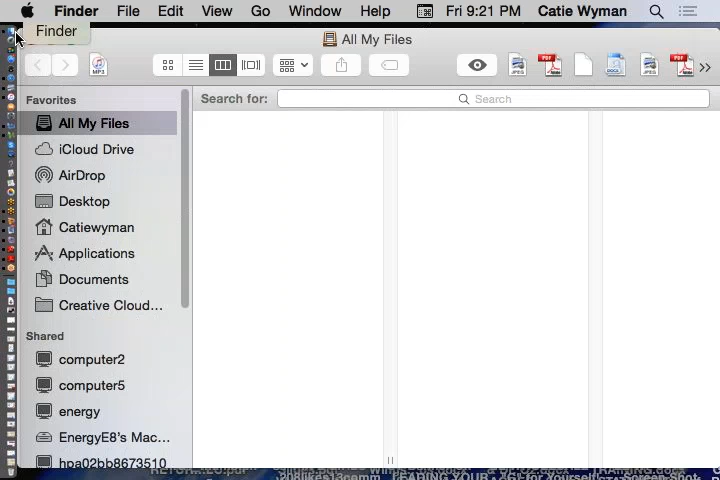 Finder File Edit View Go Window Help Fri 9:21 PM Catie Wyman
Finder
All My Files
MP3 JPEG PDF DOCX JPEG PDF
Favorites
Search for: Search
All My Files
iCloud Drive
AirDrop
Desktop
Catiewyman
Applications
Documents
Creative Cloud...
Shared
computer2
computer5
energy
EnergyE8's Mac...
hpa02bb8673510